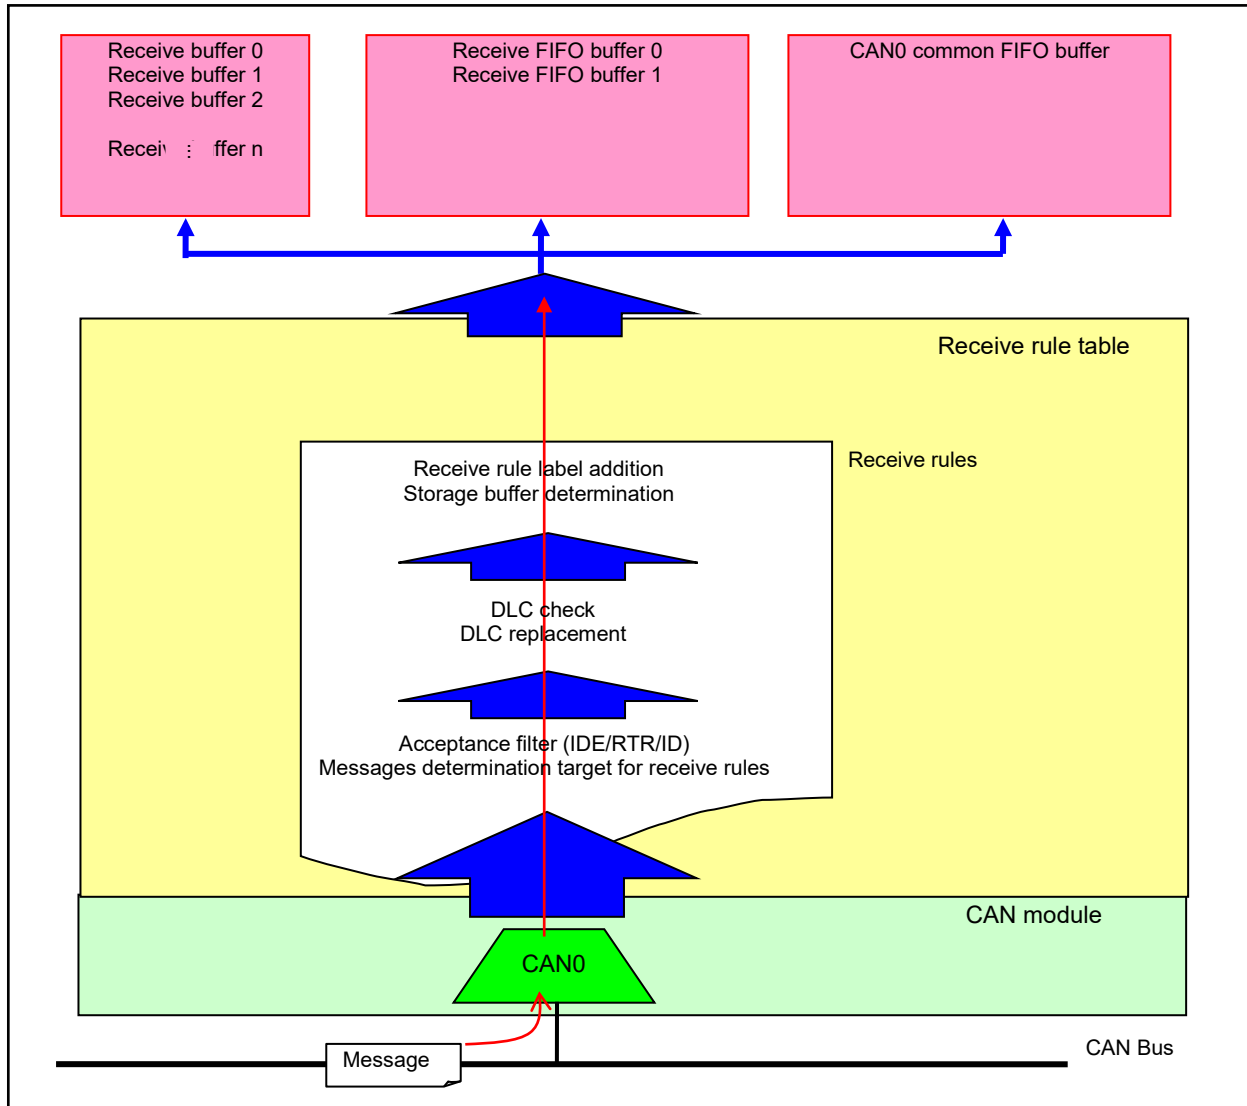 Receive buffer 0
Receive buffer 1
Receive buffer 2
Recei ⋮ ffer n
Receive FIFO buffer 0
Receive FIFO buffer 1
CAN0 common FIFO buffer
Receive rule table
Receive rules
Receive rule label addition
Storage buffer determination
DLC check
DLC replacement
Acceptance filter (IDE/RTR/ID)
Messages determination target for receive rules
CAN module
CAN0
Message
CAN Bus